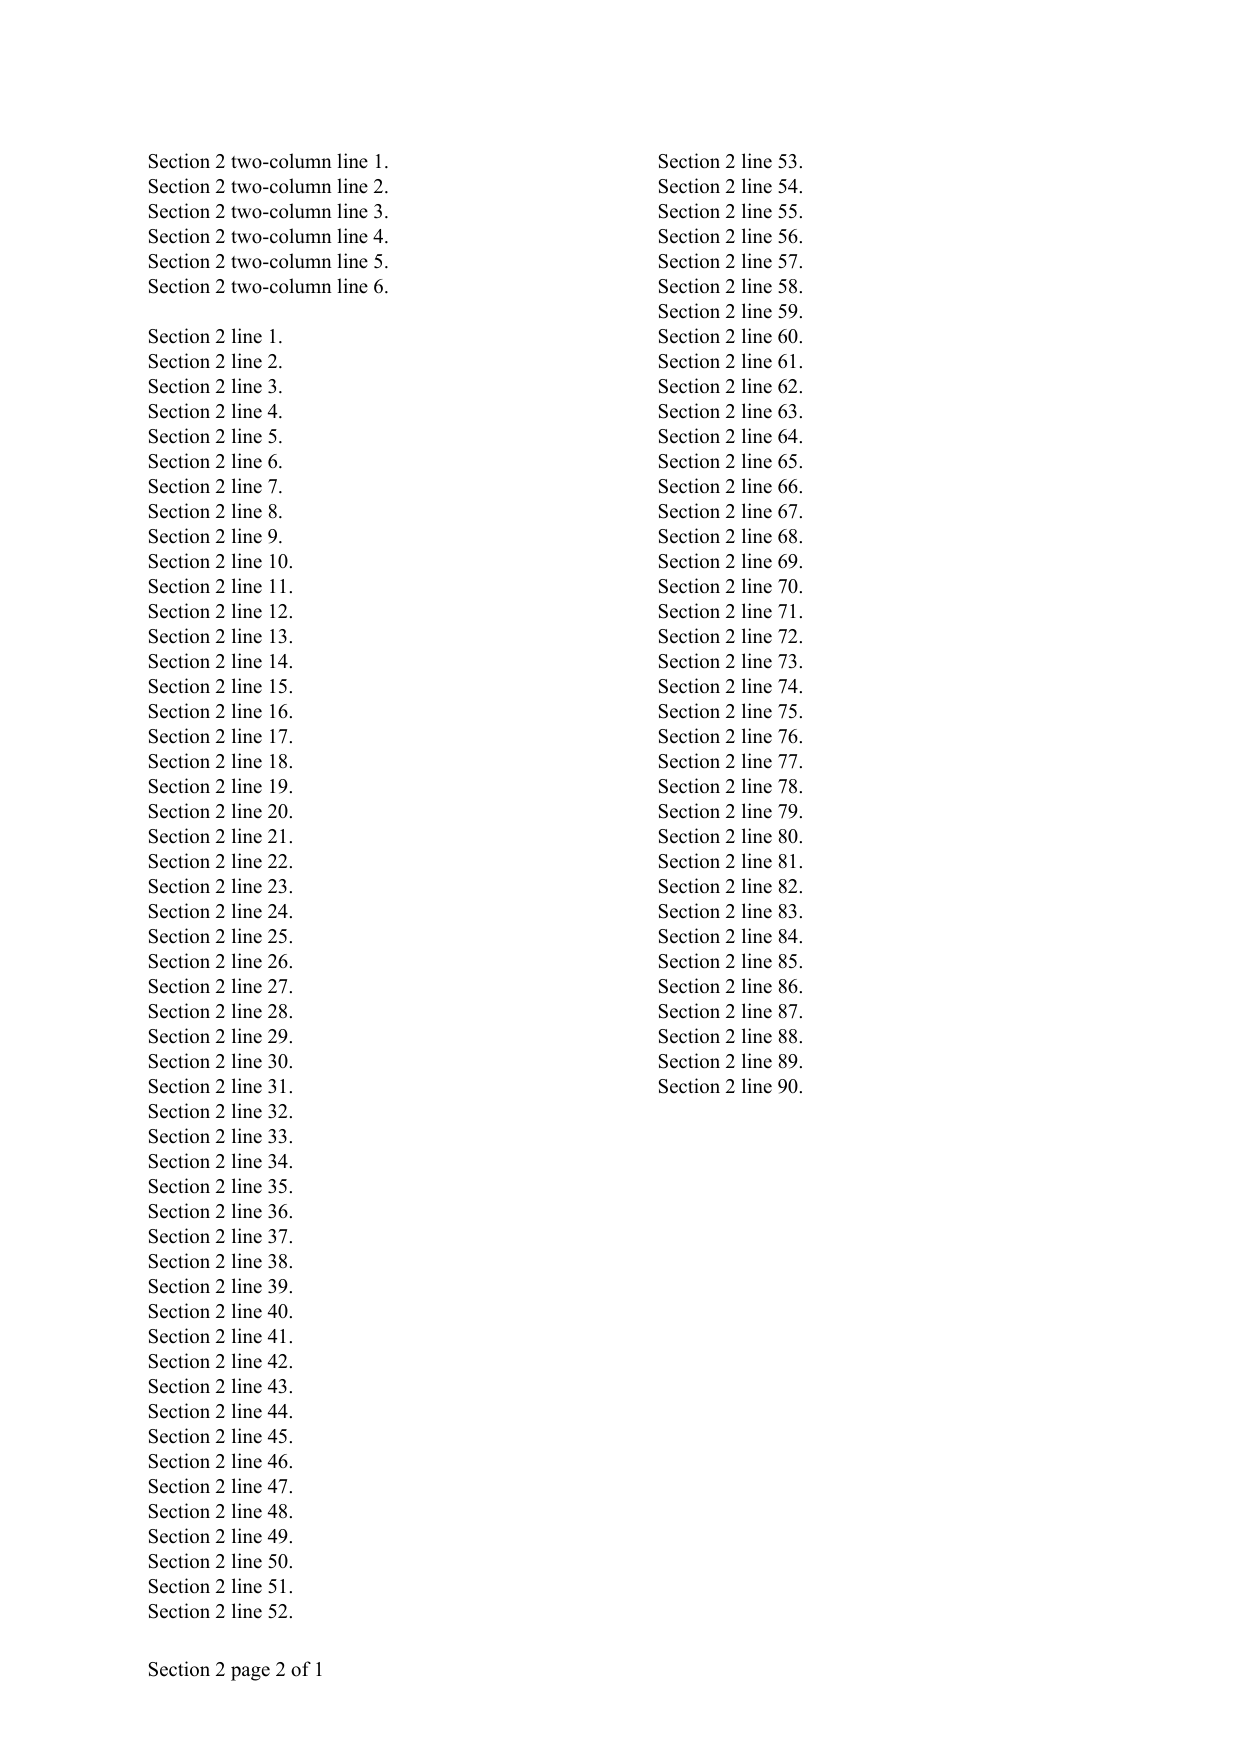 Section 2 two-column line 1.
Section 2 two-column line 2.
Section 2 two-column line 3.
Section 2 two-column line 4.
Section 2 two-column line 5.
Section 2 two-column line 6.
Section 2 line 1.
Section 2 line 2.
Section 2 line 3.
Section 2 line 4.
Section 2 line 5.
Section 2 line 6.
Section 2 line 7.
Section 2 line 8.
Section 2 line 9.
Section 2 line 10.
Section 2 line 11.
Section 2 line 12.
Section 2 line 13.
Section 2 line 14.
Section 2 line 15.
Section 2 line 16.
Section 2 line 17.
Section 2 line 18.
Section 2 line 19.
Section 2 line 20.
Section 2 line 21.
Section 2 line 22.
Section 2 line 23.
Section 2 line 24.
Section 2 line 25.
Section 2 line 26.
Section 2 line 27.
Section 2 line 28.
Section 2 line 29.
Section 2 line 30.
Section 2 line 31.
Section 2 line 32.
Section 2 line 33.
Section 2 line 34.
Section 2 line 35.
Section 2 line 36.
Section 2 line 37.
Section 2 line 38.
Section 2 line 39.
Section 2 line 40.
Section 2 line 41.
Section 2 line 42.
Section 2 line 43.
Section 2 line 44.
Section 2 line 45.
Section 2 line 46.
Section 2 line 47.
Section 2 line 48.
Section 2 line 49.
Section 2 line 50.
Section 2 line 51.
Section 2 line 52.
Section 2 line 53.
Section 2 line 54.
Section 2 line 55.
Section 2 line 56.
Section 2 line 57.
Section 2 line 58.
Section 2 line 59.
Section 2 line 60.
Section 2 line 61.
Section 2 line 62.
Section 2 line 63.
Section 2 line 64.
Section 2 line 65.
Section 2 line 66.
Section 2 line 67.
Section 2 line 68.
Section 2 line 69.
Section 2 line 70.
Section 2 line 71.
Section 2 line 72.
Section 2 line 73.
Section 2 line 74.
Section 2 line 75.
Section 2 line 76.
Section 2 line 77.
Section 2 line 78.
Section 2 line 79.
Section 2 line 80.
Section 2 line 81.
Section 2 line 82.
Section 2 line 83.
Section 2 line 84.
Section 2 line 85.
Section 2 line 86.
Section 2 line 87.
Section 2 line 88.
Section 2 line 89.
Section 2 line 90.
Section 2 page 2 of 1